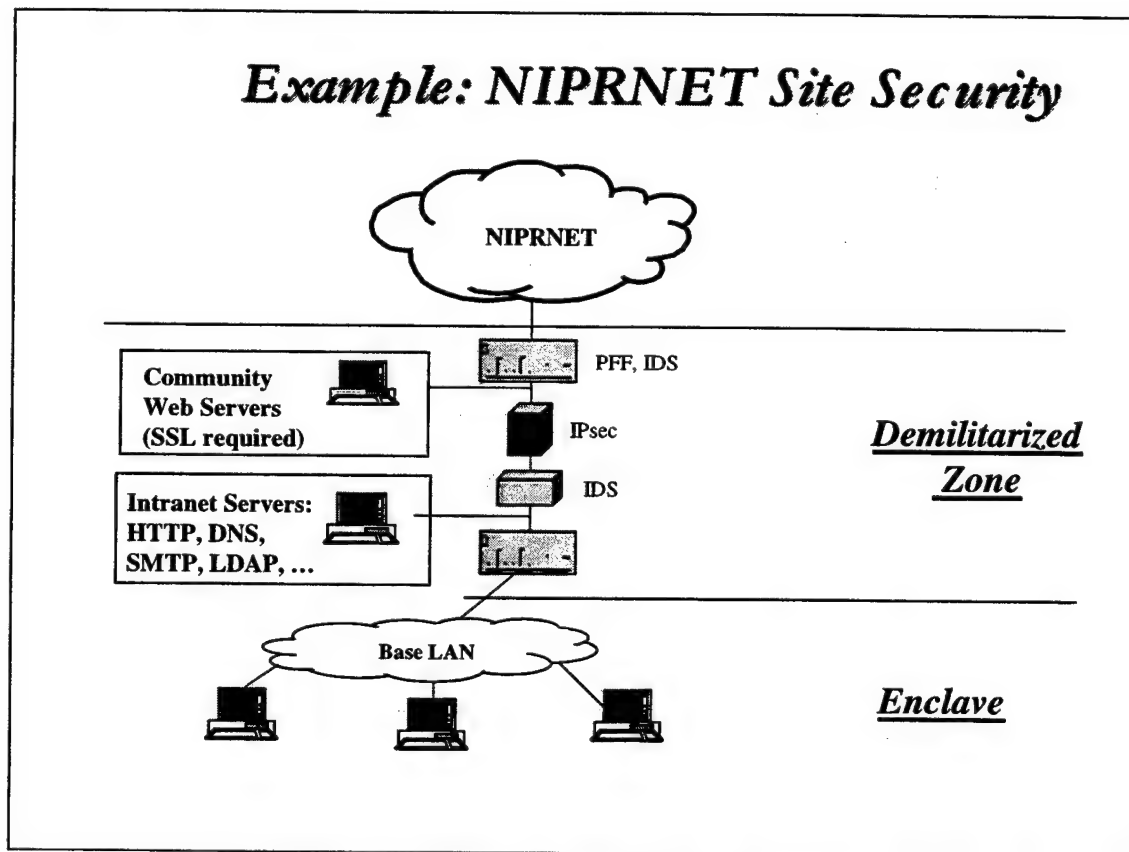 Example: NIPRNET Site Security
NIPRNET
PFF, IDS
Community
Web Servers
(SSL required)
IPsec
Demilitarized
Zone
IDS
Intranet Servers:
HTTP, DNS,
SMTP, LDAP, ...
Base LAN
Enclave